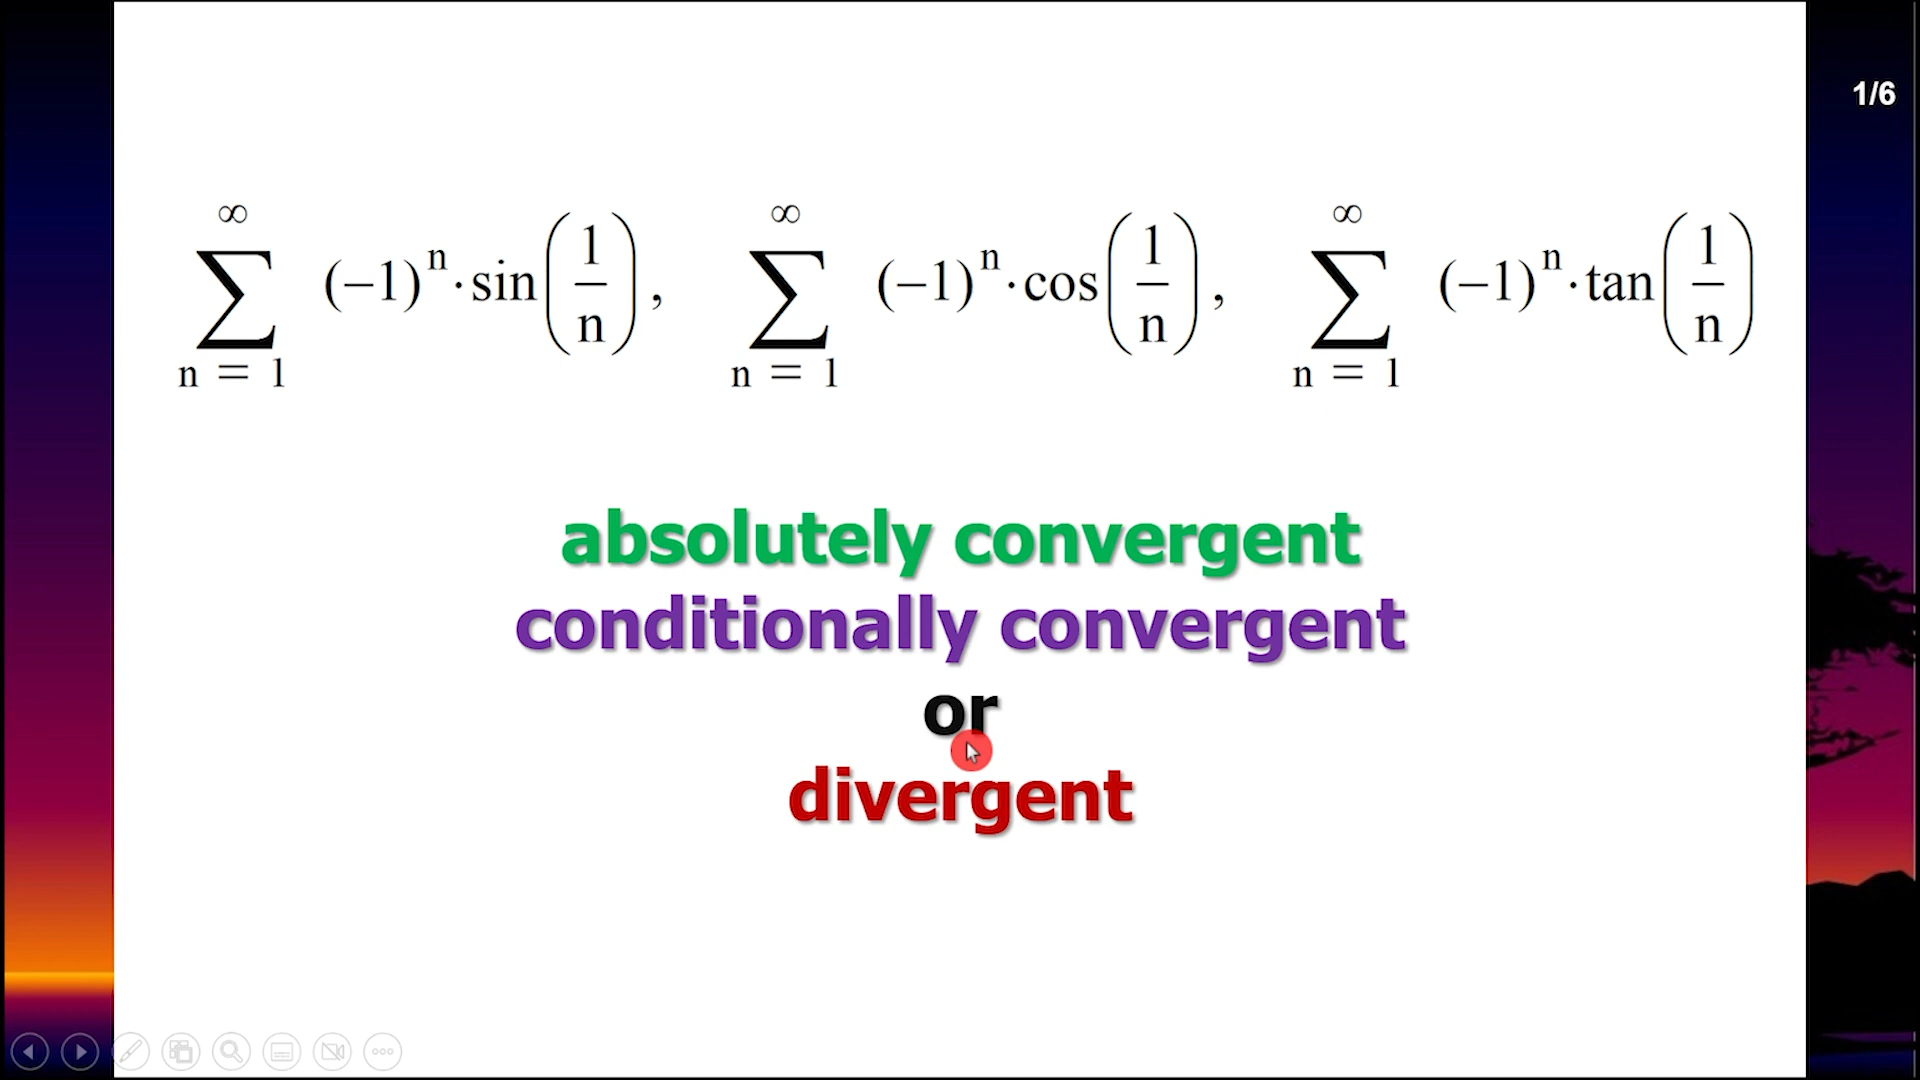 1/6
∑_{n = 1}^{∞} (−1)^n · sin(1/n) , ∑_{n = 1}^{∞} (−1)^n · cos(1/n) , ∑_{n = 1}^{∞} (−1)^n · tan(1/n)
absolutely convergent
conditionally convergent
or
divergent